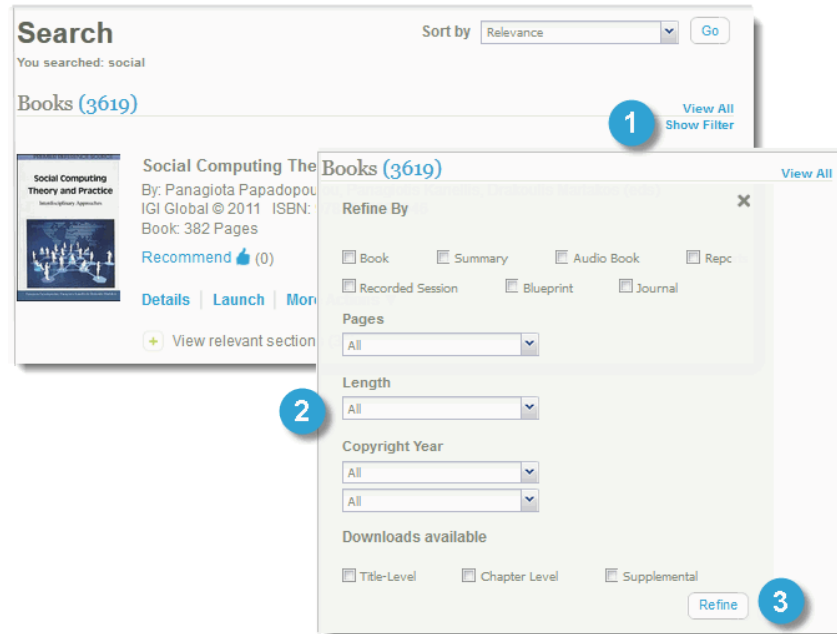 Search
Sort by Relevance Go
You searched: social
Books (3619)
View All
1
Show Filter
Social Computing
Theory and Practice
Interdisciplinary Approaches
Social Computing The
By: Panagiota Papadopou
IGI Global © 2011 ISBN:
Book: 382 Pages
Recommend (0)
Details | Launch | More
+ View relevant section
Books (3619)
View All
Refine By
Book Summary Audio Book Repo
Recorded Session Blueprint Journal
Pages
All
Length
All
2
Copyright Year
All
All
Downloads available
Title-Level Chapter Level Supplemental
Refine
3